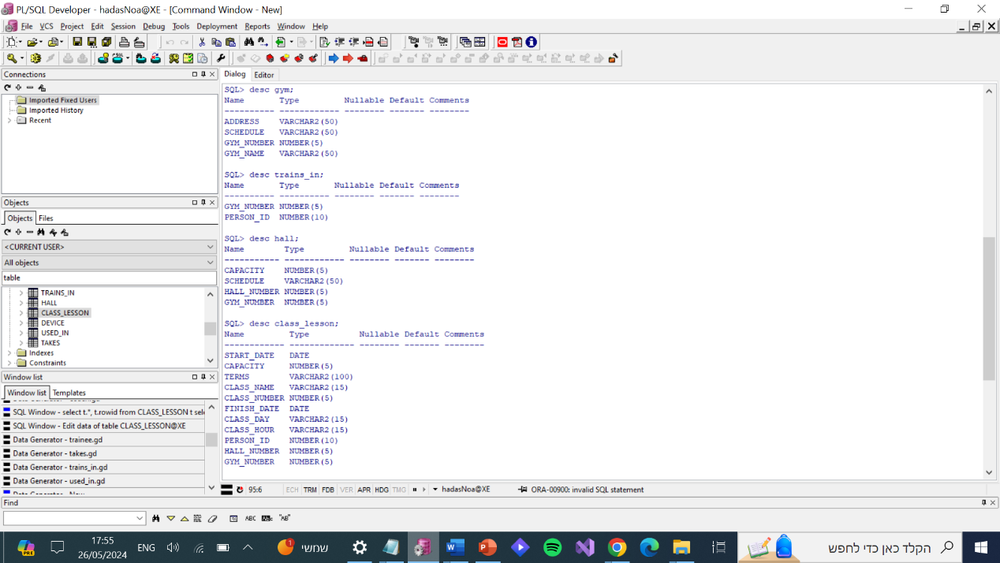 PL/SQL Developer - hadasNoa@XE - [Command Window - New]
File VCS Project Edit Session Debug Tools Deployment Reports Window Help
Connections
Imported Fixed Users
Imported History
Recent
Objects
Objects Files
<CURRENT USER>
All objects
table
TRAINS_IN
HALL
CLASS_LESSON
DEVICE
USED_IN
TAKES
Indexes
Constraints
Window list
Window list Templates
SQL Window - select t.*, t.rowid from CLASS_LESSON t sel
SQL Window - Edit data of table CLASS_LESSON@XE
Data Generator - trainee.gd
Data Generator - takes.gd
Data Generator - trains_in.gd
Data Generator - used_in.gd
Data Generator - New
Dialog Editor
SQL> desc gym;
Name Type Nullable Default Comments
---------- ------------ -------- ------- --------
ADDRESS VARCHAR2(50)
SCHEDULE VARCHAR2(50)
GYM_NUMBER NUMBER(5)
GYM_NAME VARCHAR2(50)
SQL> desc trains_in;
Name Type Nullable Default Comments
---------- ---------- -------- ------- --------
GYM_NUMBER NUMBER(5)
PERSON_ID NUMBER(10)
SQL> desc hall;
Name Type Nullable Default Comments
----------- ------------ -------- ------- --------
CAPACITY NUMBER(5)
SCHEDULE VARCHAR2(50)
HALL_NUMBER NUMBER(5)
GYM_NUMBER NUMBER(5)
SQL> desc class_lesson;
Name Type Nullable Default Comments
------------ ------------- -------- ------- --------
START_DATE DATE
CAPACITY NUMBER(5)
TERMS VARCHAR2(100)
CLASS_NAME VARCHAR2(15)
CLASS_NUMBER NUMBER(5)
FINISH_DATE DATE
CLASS_DAY VARCHAR2(15)
CLASS_HOUR VARCHAR2(15)
PERSON_ID NUMBER(10)
HALL_NUMBER NUMBER(5)
GYM_NUMBER NUMBER(5)
95:6 ECH TRM FDB VER APR HDG TMG hadasNoa@XE ORA-00900: invalid SQL statement
Find
ABC "AB"
PRE 17:55 ENG 1 שמשי הקלד כאן כדי לחפש
26/05/2024